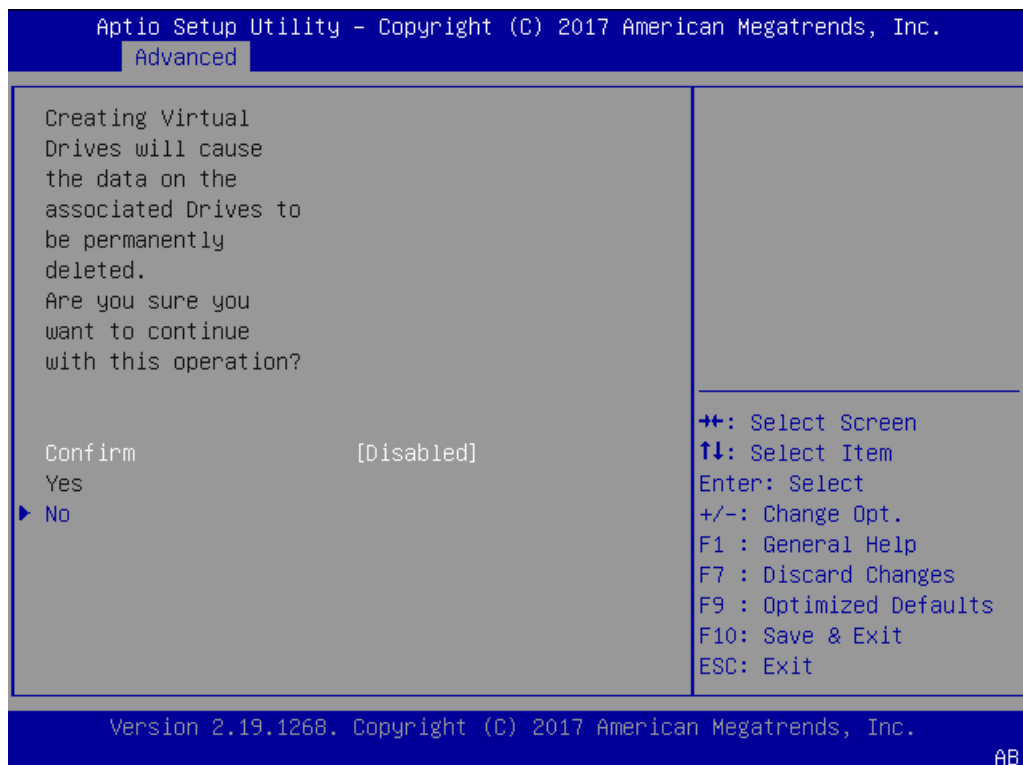 Aptio Setup Utility – Copyright (C) 2017 American Megatrends, Inc.
Advanced
Creating Virtual
Drives will cause
the data on the
associated Drives to
be permanently
deleted.
Are you sure you
want to continue
with this operation?
Confirm [Disabled]
Yes
▶ No
→←: Select Screen
↑↓: Select Item
Enter: Select
+/-: Change Opt.
F1 : General Help
F7 : Discard Changes
F9 : Optimized Defaults
F10: Save & Exit
ESC: Exit
Version 2.19.1268. Copyright (C) 2017 American Megatrends, Inc.
AB